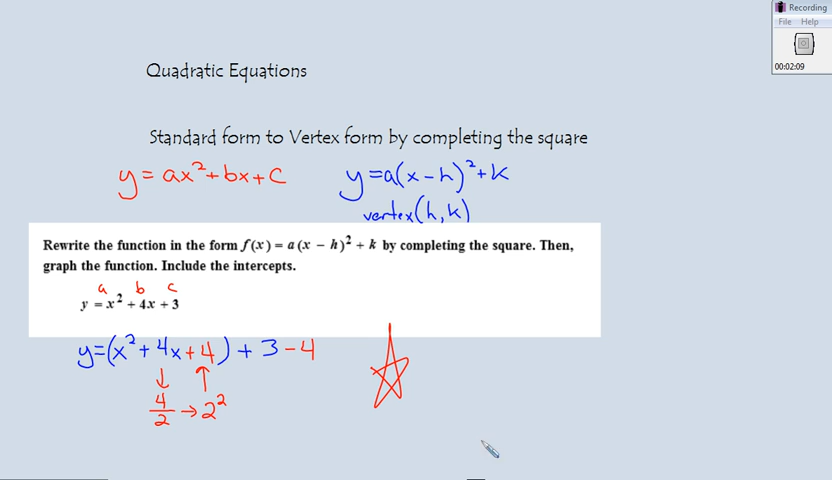 Recording
File Help
00:02:09
Quadratic Equations
Standard form to Vertex form by completing the square
y = ax² + bx + c
y=a(x-h)²+k
vertex(h,k)
Rewrite the function in the form f(x) = a(x − h)² + k by completing the square. Then,
graph the function. Include the intercepts.
a b c
y = x² + 4x + 3
y=(x²+4x+4)+3-4
↓ ↑
4/2 → 2²